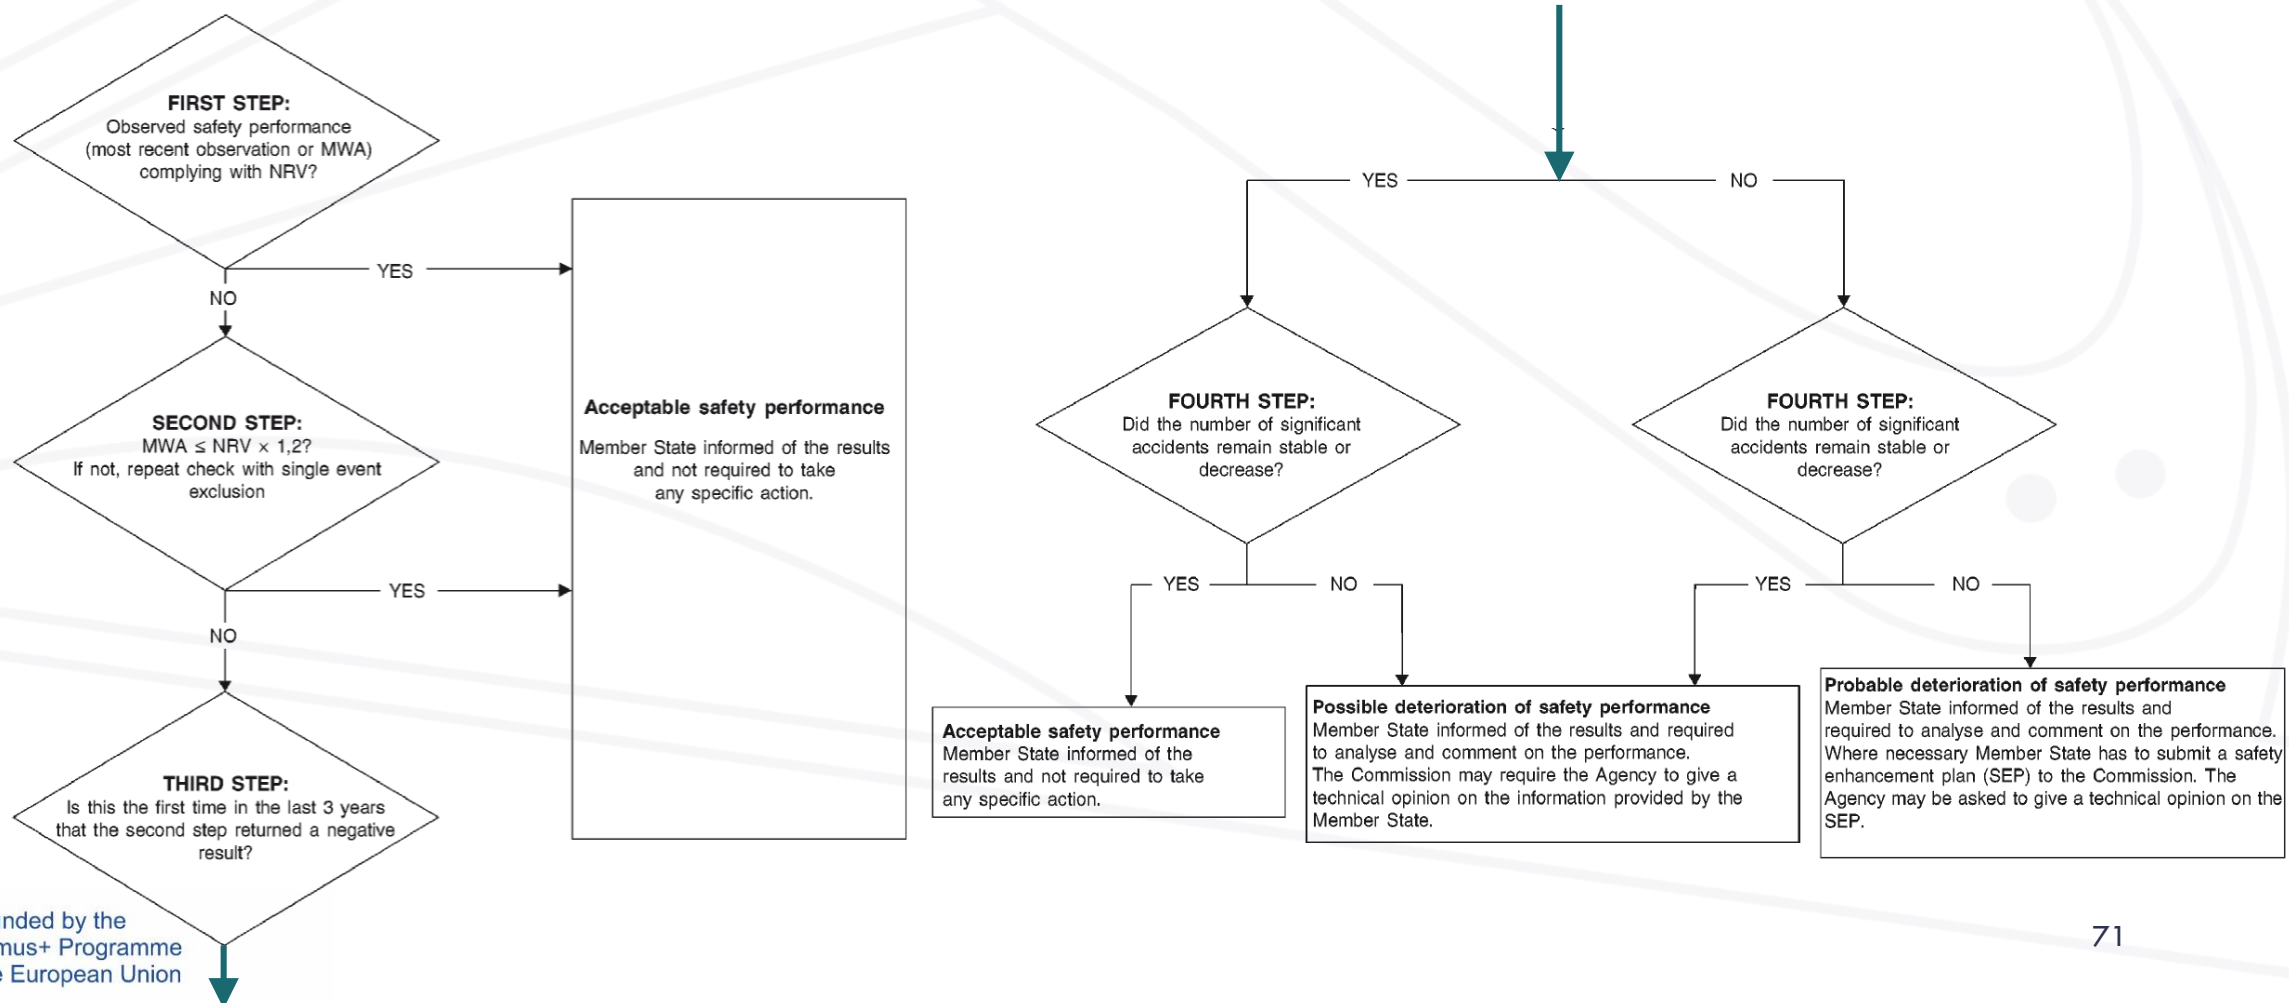 FIRST STEP:
Observed safety performance
(most recent observation or MWA)
complying with NRV?
YES
NO
SECOND STEP:
MWA ≤ NRV × 1,2?
If not, repeat check with single event
exclusion
YES
NO
THIRD STEP:
Is this the first time in the last 3 years
that the second step returned a negative
result?
Acceptable safety performance
Member State informed of the results
and not required to take
any specific action.
YES
NO
FOURTH STEP:
Did the number of significant
accidents remain stable or
decrease?
FOURTH STEP:
Did the number of significant
accidents remain stable or
decrease?
YES
NO
YES
NO
Acceptable safety performance
Member State informed of the
results and not required to take
any specific action.
Possible deterioration of safety performance
Member State informed of the results and required
to analyse and comment on the performance.
The Commission may require the Agency to give a
technical opinion on the information provided by the
Member State.
Probable deterioration of safety performance
Member State informed of the results and
required to analyse and comment on the performance.
Where necessary Member State has to submit a safety
enhancement plan (SEP) to the Commission. The
Agency may be asked to give a technical opinion on the
SEP.
by the
Programme
European Union
71